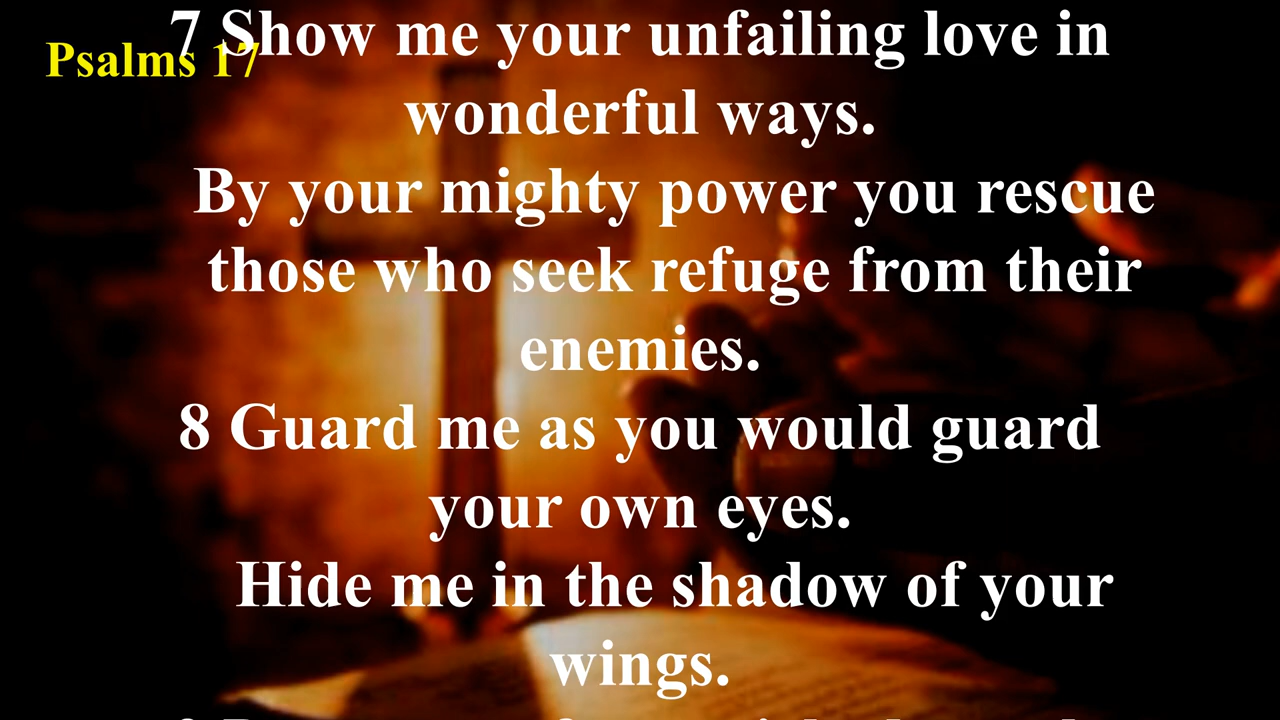 Psalms 17
7 Show me your unfailing love in
wonderful ways.
By your mighty power you rescue
those who seek refuge from their
enemies.
8 Guard me as you would guard
your own eyes.
Hide me in the shadow of your
wings.